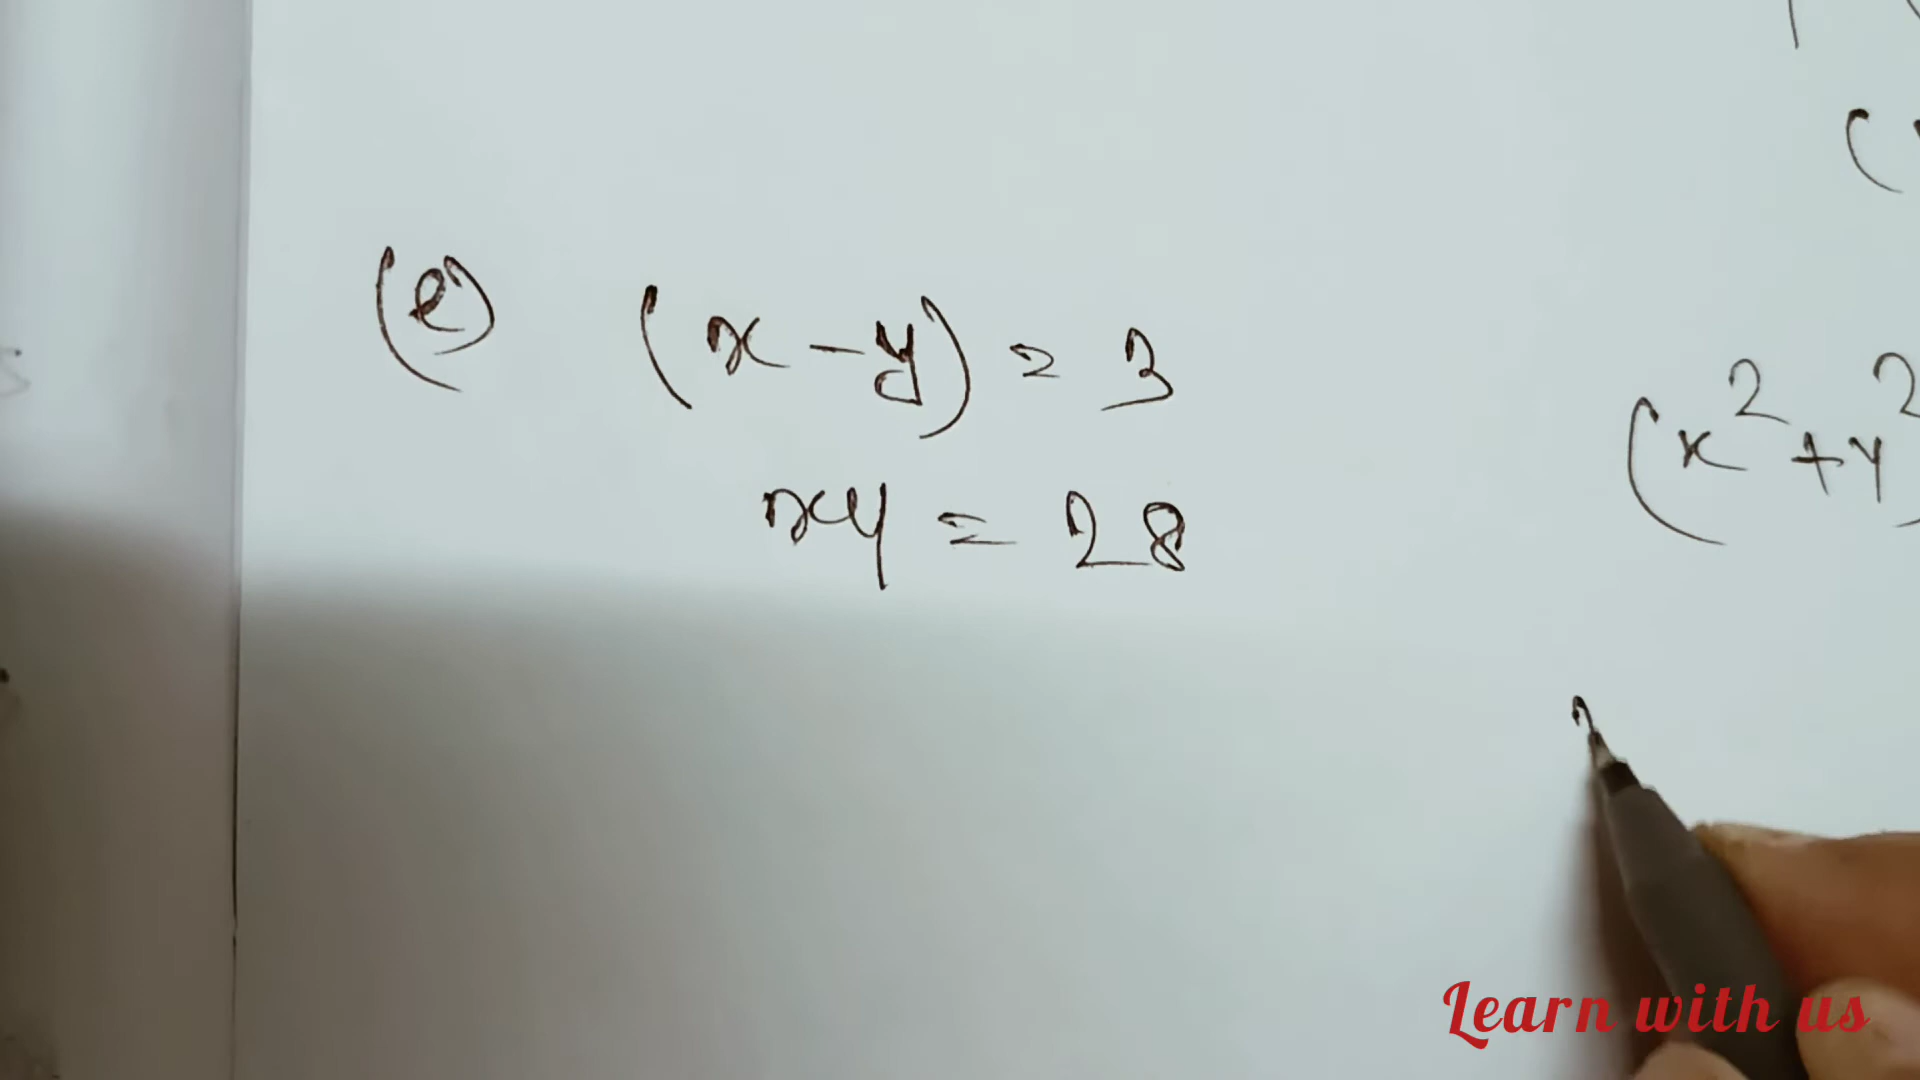 (e) (x - y) = 3
xy = 28
(x² + y²
Learn with us